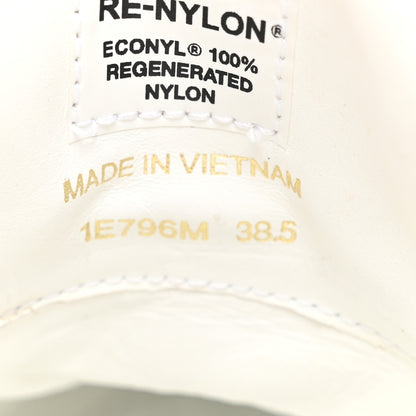 RE-NYLON®
ECONYL® 100%
REGENERATED
NYLON
MADE IN VIETNAM
1E796M 38.5